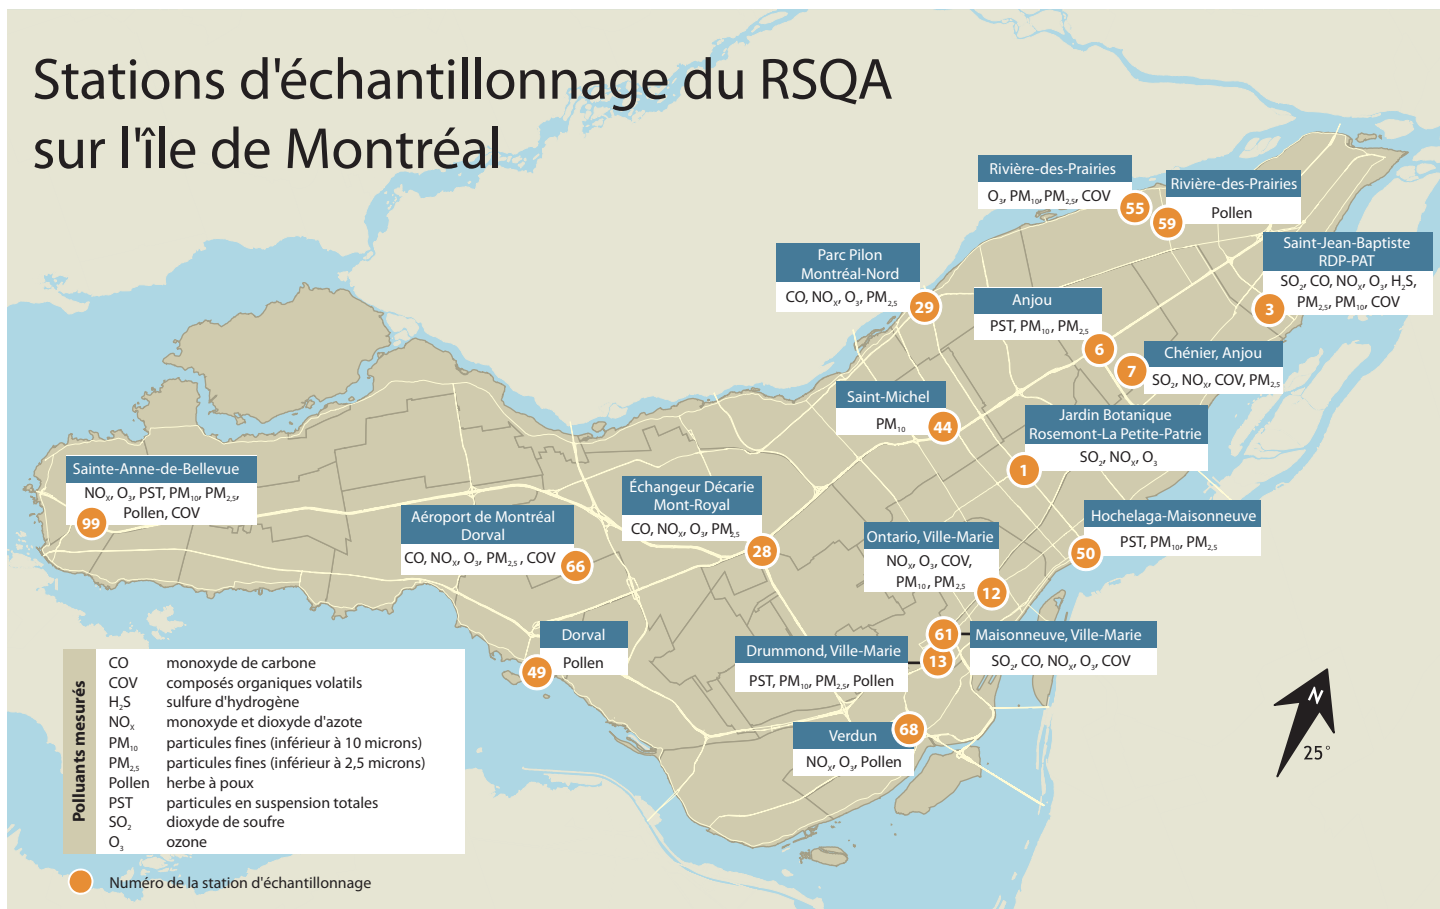 Stations d'échantillonnage du RSQA
sur l'île de Montréal
Rivière-des-Prairies
O₃, PM₁₀, PM₂,₅, COV
55
Rivière-des-Prairies
Pollen
59
Saint-Jean-Baptiste
RDP-PAT
SO₂, CO, NOₓ, O₃, H₂S,
PM₂,₅, PM₁₀, COV
3
Parc Pilon
Montréal-Nord
CO, NOₓ, O₃, PM₂,₅
29
Anjou
PST, PM₁₀, PM₂,₅
6
Chénier, Anjou
SO₂, NOₓ, COV, PM₂,₅
7
Saint-Michel
PM₁₀
44
Jardin Botanique
Rosemont-La Petite-Patrie
SO₂, NOₓ, O₃
1
Sainte-Anne-de-Bellevue
NOₓ, O₃, PST, PM₁₀, PM₂,₅,
Pollen, COV
99
Aéroport de Montréal
Dorval
CO, NOₓ, O₃, PM₂,₅ , COV
66
Échangeur Décarie
Mont-Royal
CO, NOₓ, O₃, PM₂,₅
28
Hochelaga-Maisonneuve
PST, PM₁₀, PM₂,₅
50
Ontario, Ville-Marie
NOₓ, O₃, COV,
PM₁₀, PM₂,₅
12
Dorval
Pollen
49
Drummond, Ville-Marie
PST, PM₁₀, PM₂,₅, Pollen
13
61
Maisonneuve, Ville-Marie
SO₂, CO, NOₓ, O₃, COV
Verdun
NOₓ, O₃, Pollen
68
Polluants mesurés
CO monoxyde de carbone
COV composés organiques volatils
H₂S sulfure d'hydrogène
NOₓ monoxyde et dioxyde d'azote
PM₁₀ particules fines (inférieur à 10 microns)
PM₂,₅ particules fines (inférieur à 2,5 microns)
Pollen herbe à poux
PST particules en suspension totales
SO₂ dioxyde de soufre
O₃ ozone
Numéro de la station d'échantillonnage
N
25°